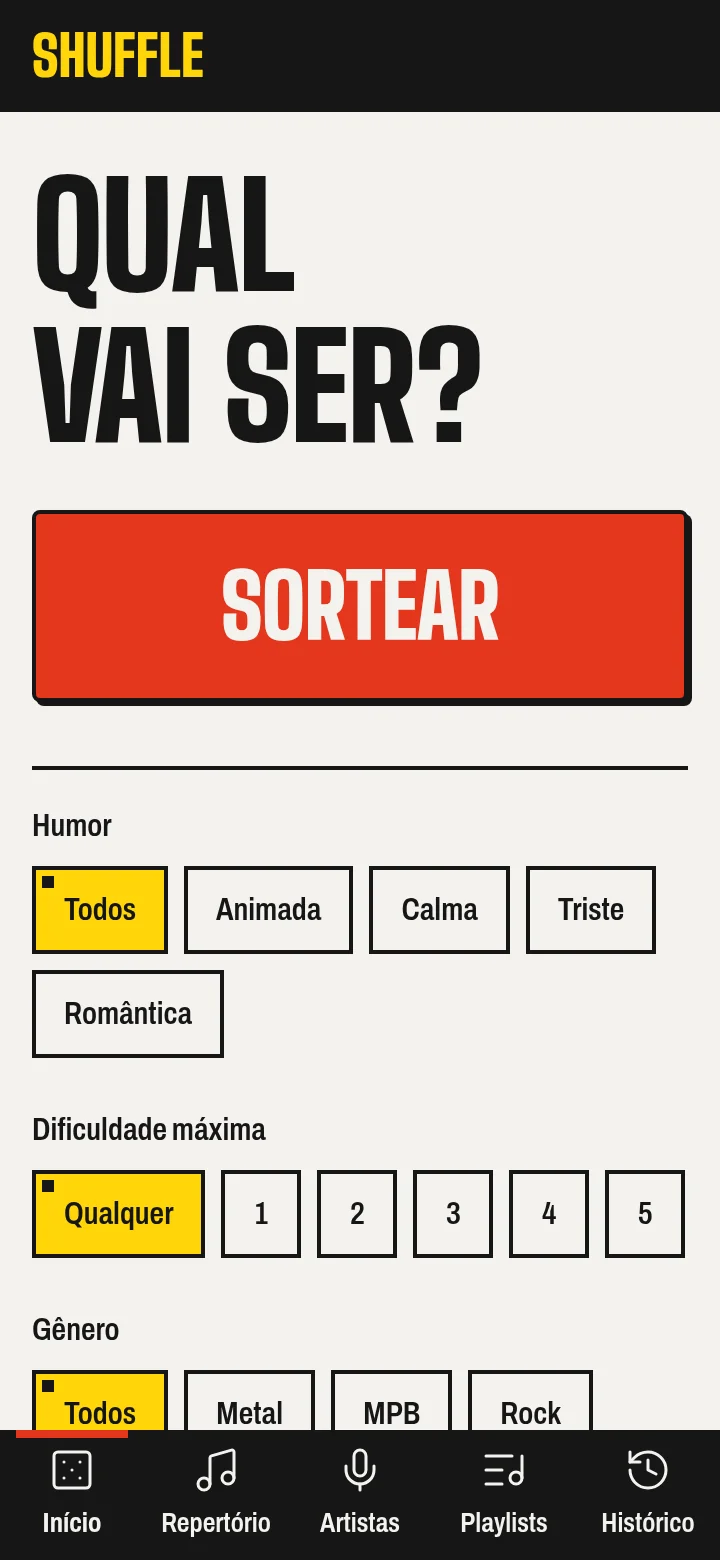 SHUFFLE
QUAL
VAI SER?
SORTEAR
Humor
Todos Animada Calma Triste
Romântica
Dificuldade máxima
Qualquer 1 2 3 4 5
Gênero
Todos Metal MPB Rock
Início Repertório Artistas Playlists Histórico